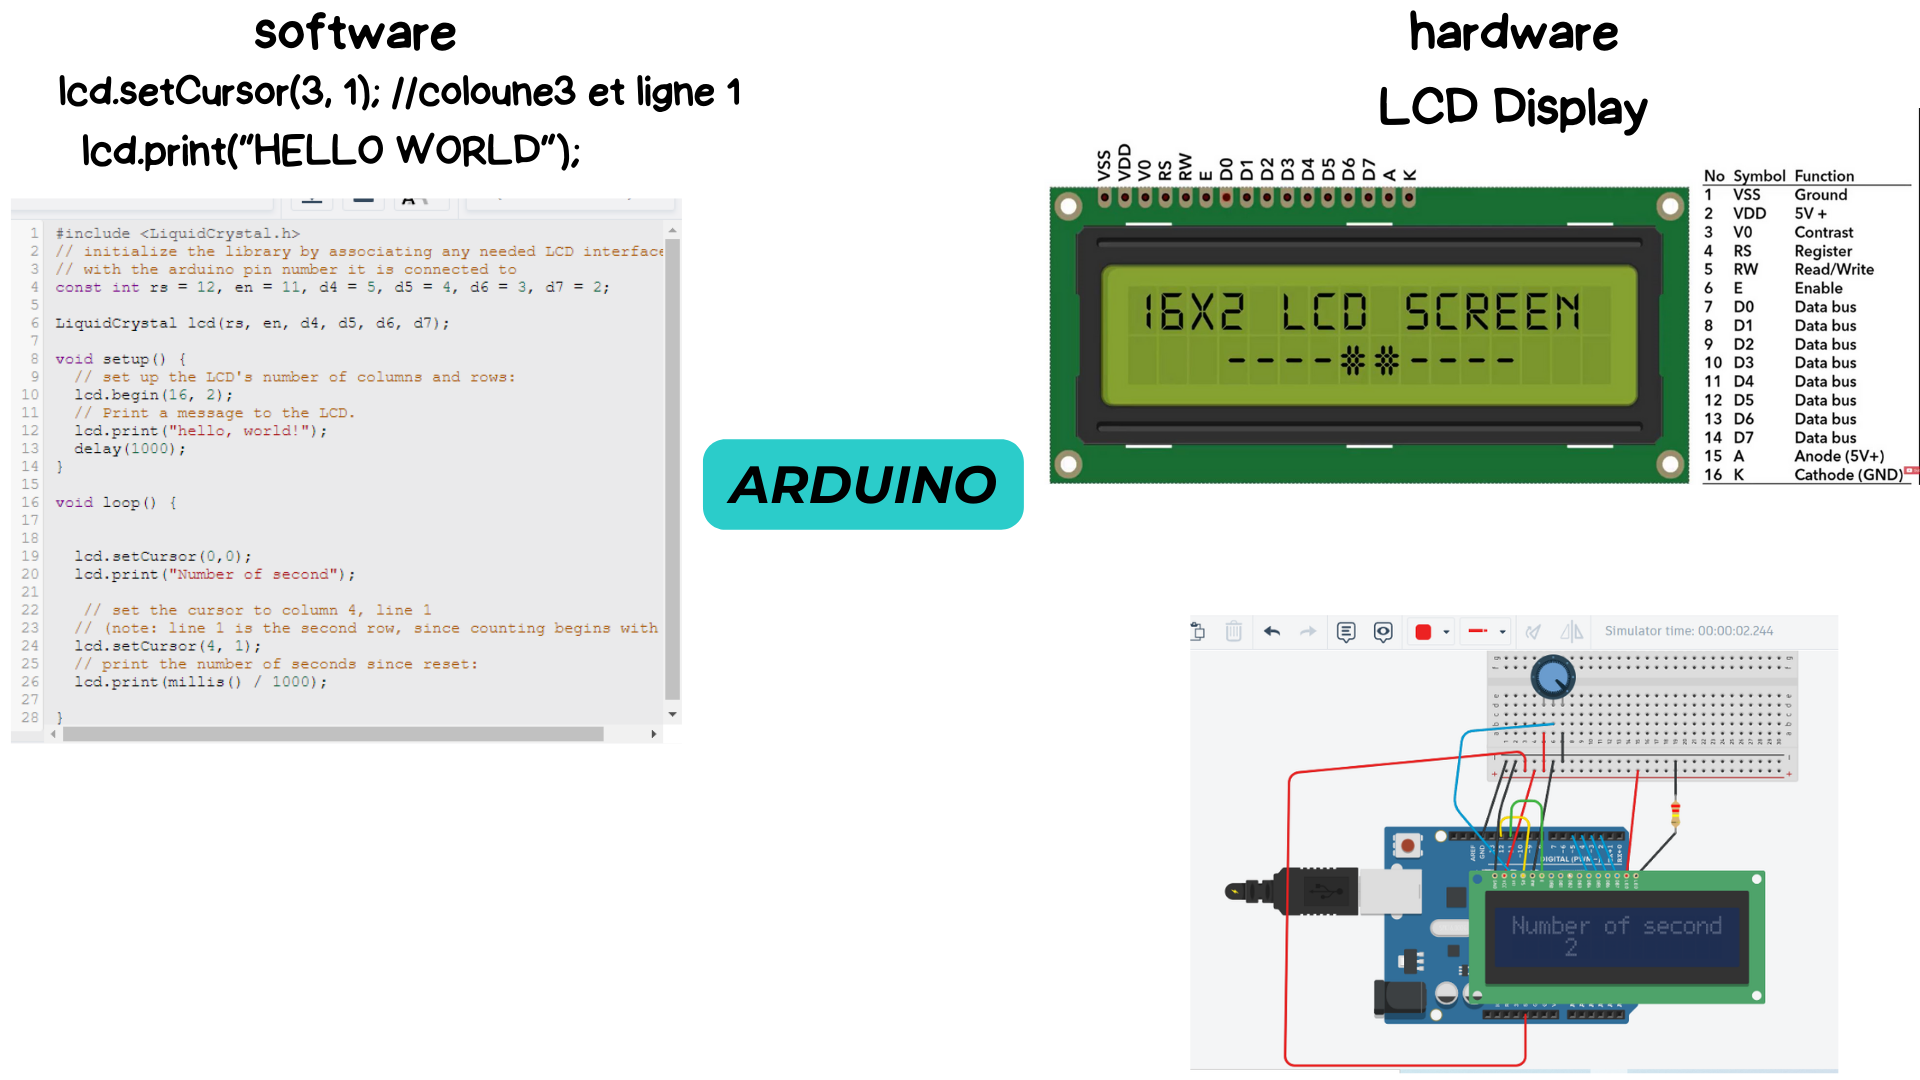 software
lcd.setCursor(3, 1); //coloune3 et ligne 1
lcd.print("HELLO WORLD");
1 #include <LiquidCrystal.h>
2 // initialize the library by associating any needed LCD interface
3 // with the arduino pin number it is connected to
4 const int rs = 12, en = 11, d4 = 5, d5 = 4, d6 = 3, d7 = 2;
5
6 LiquidCrystal lcd(rs, en, d4, d5, d6, d7);
7
8 void setup() {
9 // set up the LCD's number of columns and rows:
10 lcd.begin(16, 2);
11 // Print a message to the LCD.
12 lcd.print("hello, world!");
13 delay(1000);
14 }
15
16 void loop() {
17
18
19 lcd.setCursor(0,0);
20 lcd.print("Number of second");
21
22 // set the cursor to column 4, line 1
23 // (note: line 1 is the second row, since counting begins with
24 lcd.setCursor(4, 1);
25 // print the number of seconds since reset:
26 lcd.print(millis() / 1000);
27
28 }
ARDUINO
hardware
LCD Display
VSS VDD V0 RS RW E D0 D1 D2 D3 D4 D5 D6 D7 A K
16X2 LCD SCREEN
----**----
No Symbol Function
1 VSS Ground
2 VDD 5V +
3 V0 Contrast
4 RS Register
5 RW Read/Write
6 E Enable
7 D0 Data bus
8 D1 Data bus
9 D2 Data bus
10 D3 Data bus
11 D4 Data bus
12 D5 Data bus
13 D6 Data bus
14 D7 Data bus
15 A Anode (5V+)
16 K Cathode (GND)
Simulator time: 00:00:02.244
AREF
GND
DIGITAL (PWM~)
Number of second
2